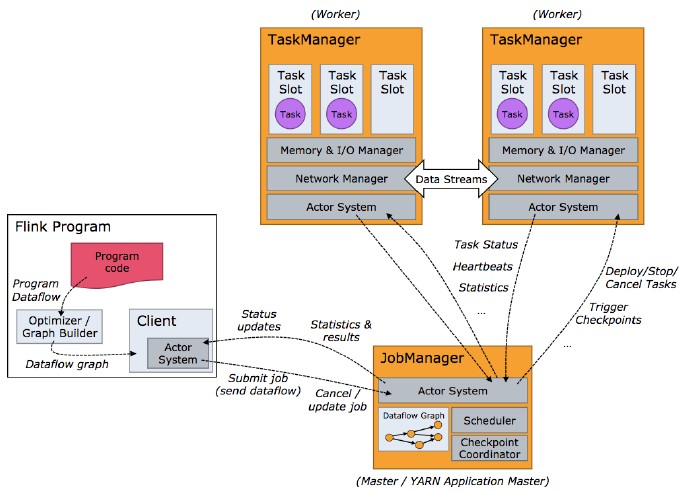 (Worker)
(Worker)
TaskManager
TaskManager
Task
Slot
Task
Task
Slot
Task
Task
Slot
Task
Slot
Task
Task
Slot
Task
Task
Slot
Memory & I/O Manager
Memory & I/O Manager
Network Manager
Data Streams
Network Manager
Actor System
Actor System
Flink Program
Program
code
Program
Dataflow
Optimizer /
Graph Builder
Dataflow graph
Client
Actor
System
Task Status
Heartbeats
Statistics
...
Deploy/Stop/
Cancel Tasks
Trigger
Checkpoints
...
Status
updates
Statistics &
results
Submit job
(send dataflow)
Cancel /
update job
JobManager
Actor System
Dataflow Graph
Scheduler
Checkpoint
Coordinator
(Master / YARN Application Master)